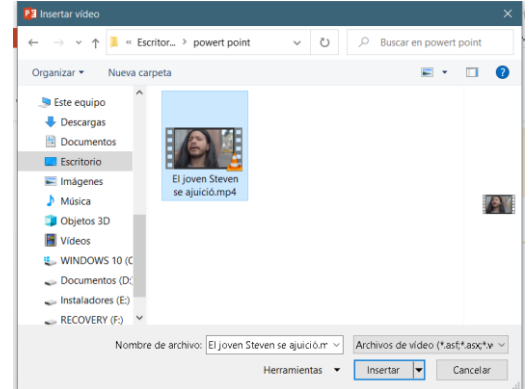 Insertar vídeo
« Escritor... > powert point
Buscar en powert point
Organizar
Nueva carpeta
Este equipo
Descargas
Documentos
Escritorio
Imágenes
Música
Objetos 3D
Vídeos
WINDOWS 10 (C
Documentos (D:)
Instaladores (E:)
RECOVERY (F:)
El joven Steven
se ajuició.mp4
Nombre de archivo:
El joven Steven se ajuició.m
Archivos de vídeo (*.asf;*.asx;*.w
Herramientas
Insertar
Cancelar